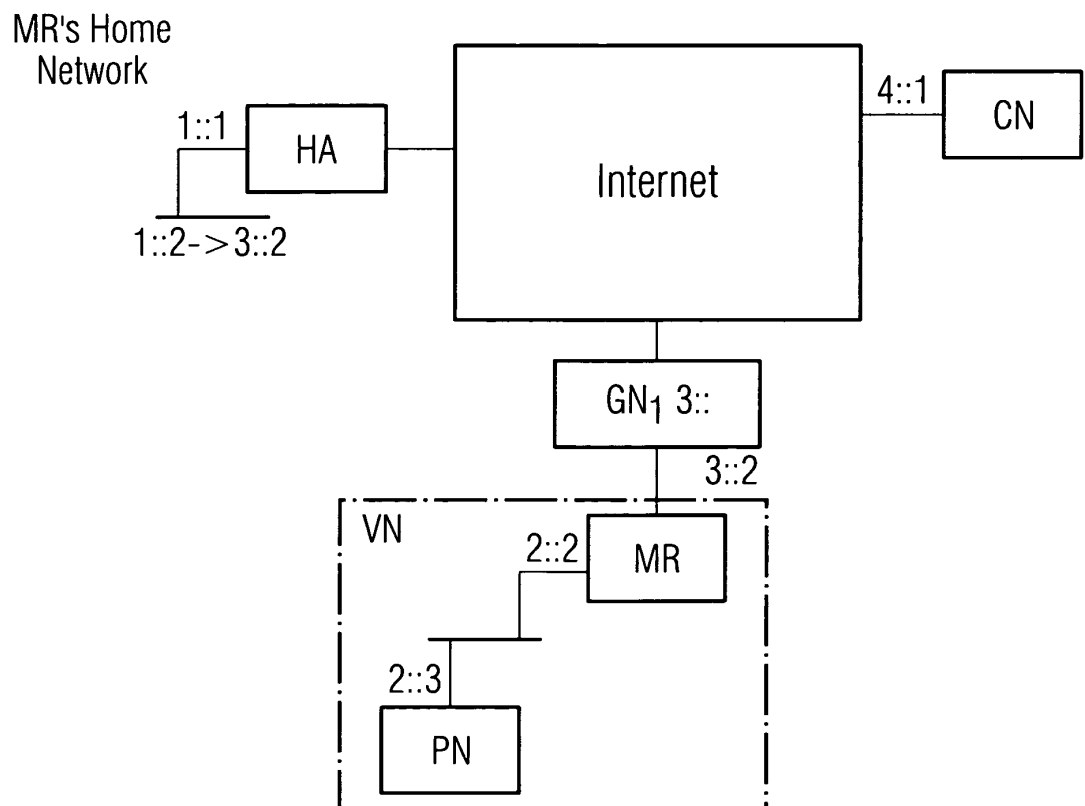 MR's Home
Network
1::1
HA
1::2->3::2
Internet
4::1
CN
GN1 3::
3::2
VN
2::2
MR
2::3
PN